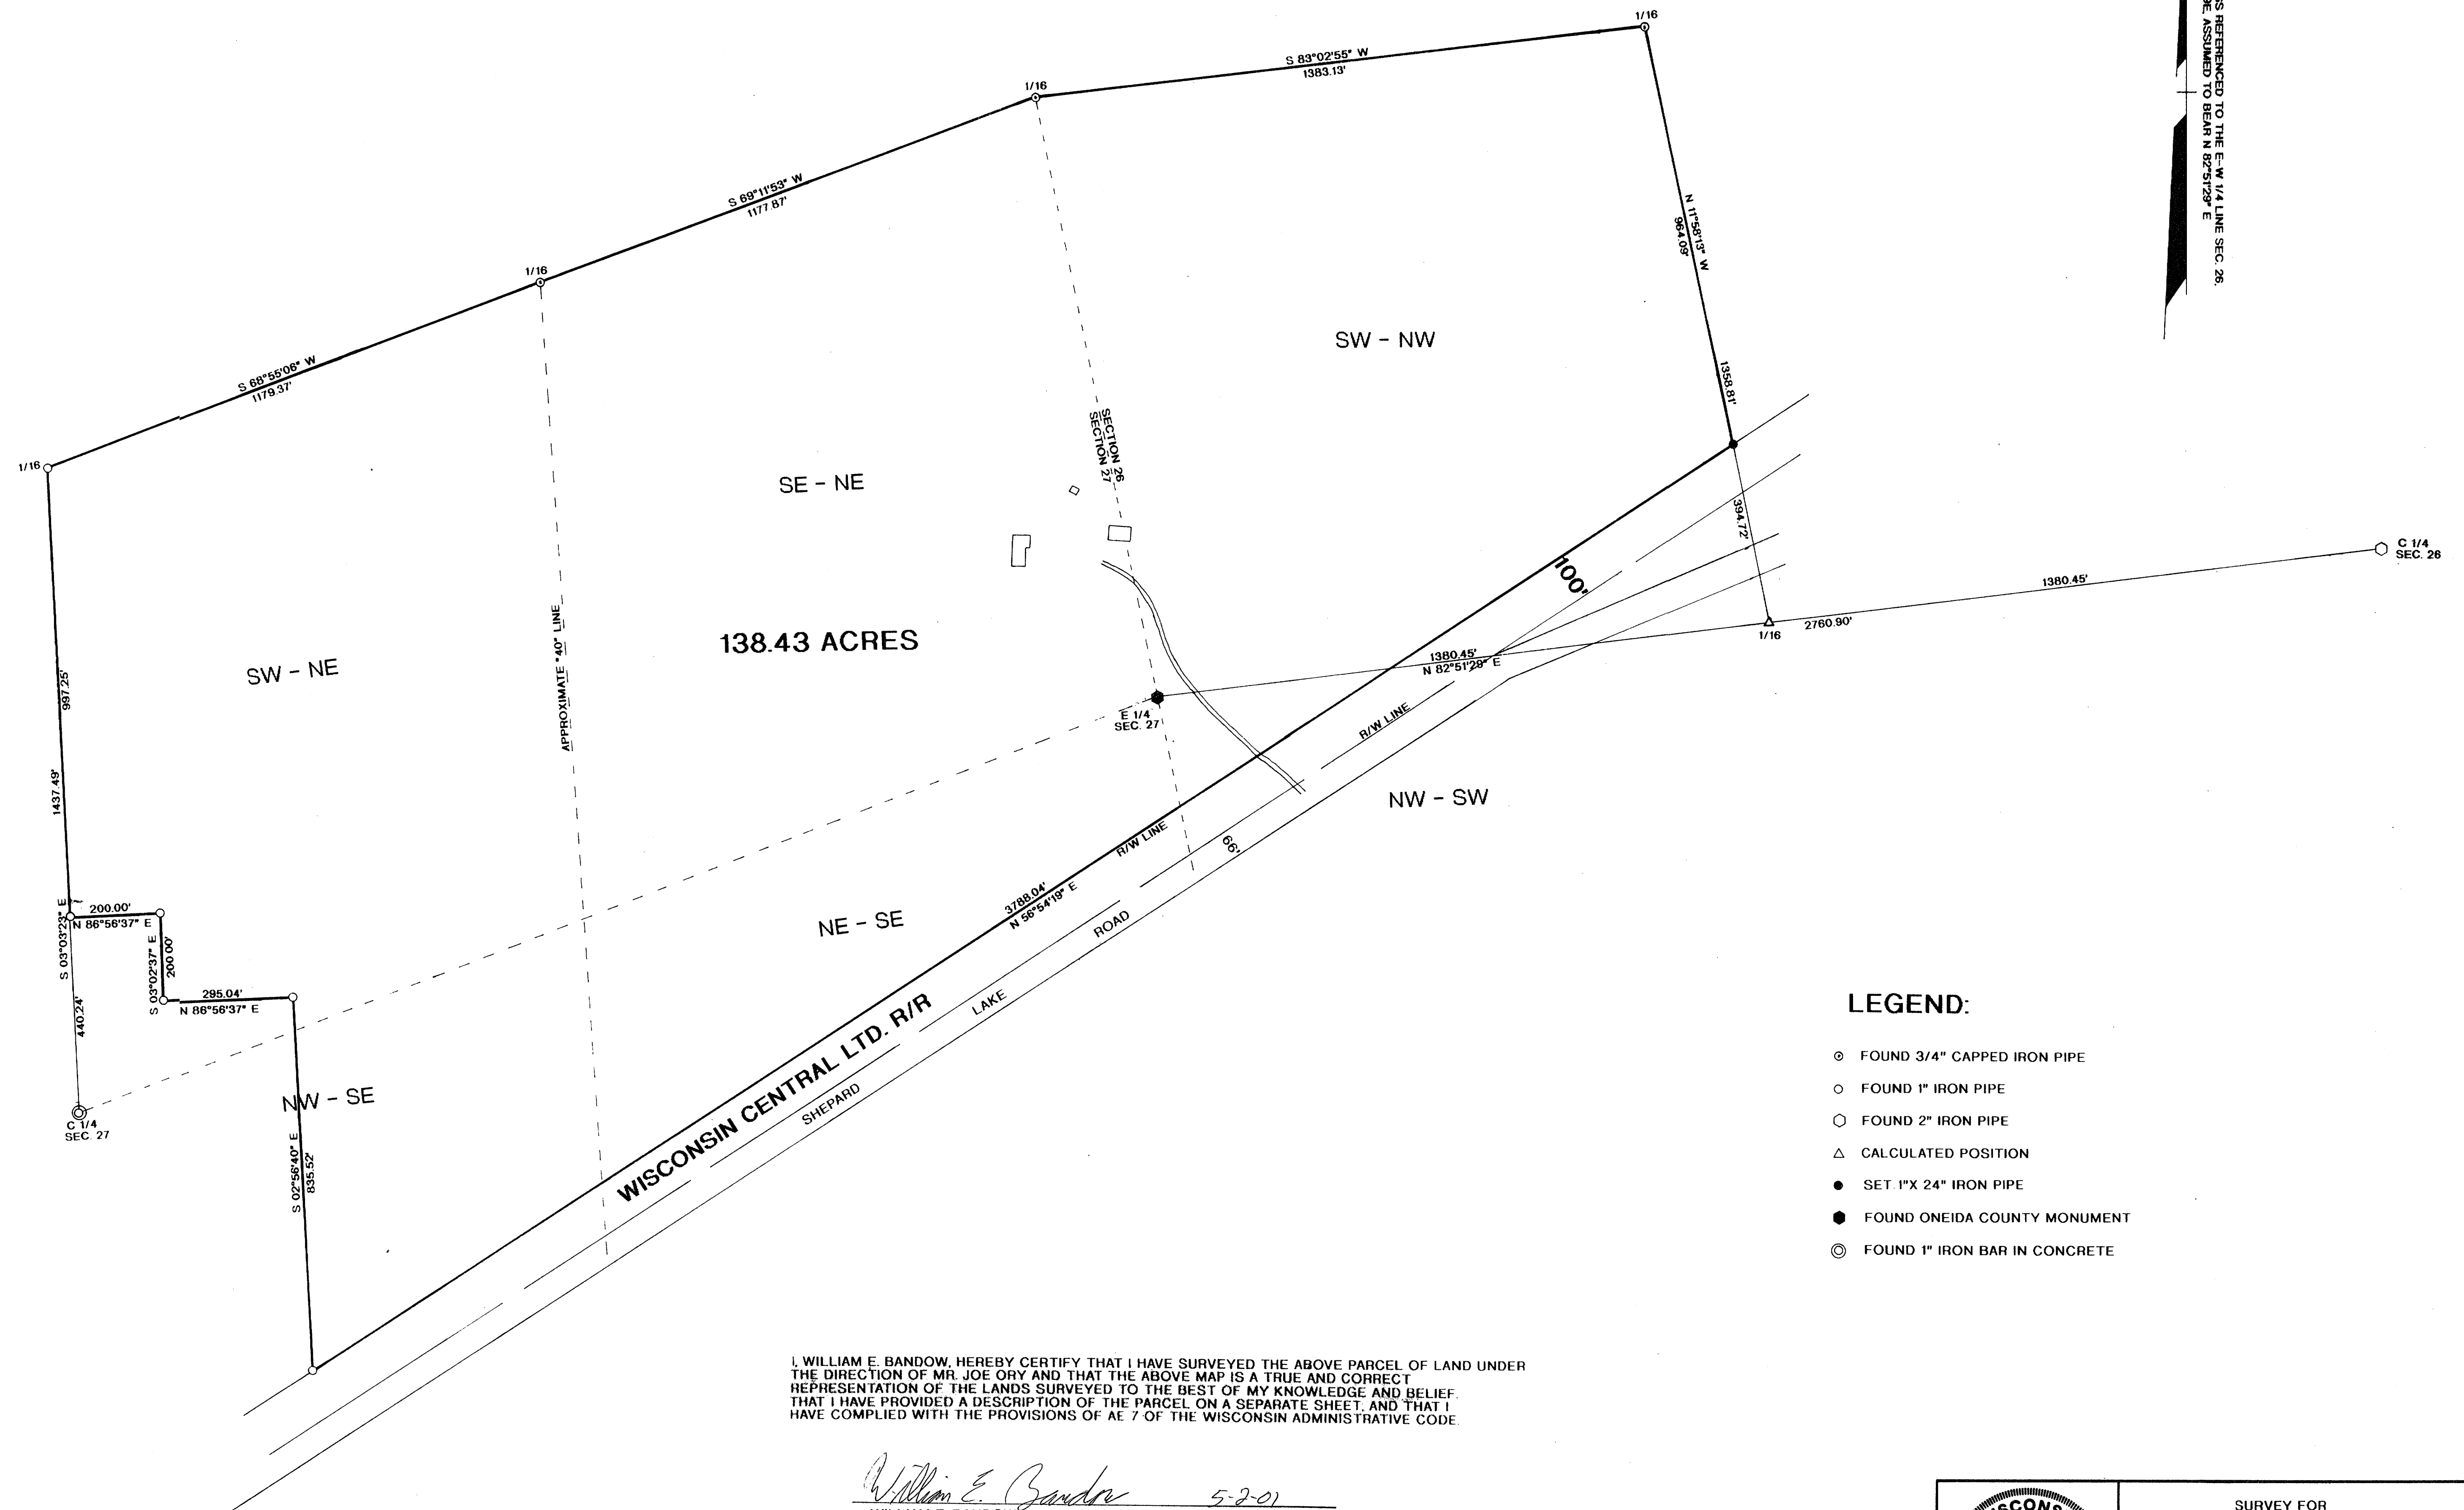 1/16
S 83°02'55" W
1383.13'
1/16
S 69°11'53" W
1177.87'
1/16
S 68°55'06" W
1179.37'
1/16
N 11°58'13" W
964.09'
1358.81'
394.72'
REFERENCED TO THE E-W 1/4 LINE SEC. 26,
ASSUMED TO BEAR N 82°51'29" E
SW - NW
SECTION 26
SECTION 27
SE - NE
100'
C 1/4
SEC. 26
1380.45'
2760.90'
1/16
1380.45'
N 82°51'29" E
APPROXIMATE "40" LINE
138.43 ACRES
SW - NE
997.25'
1437.49'
E 1/4
SEC. 27
R/W LINE
NW - SW
R/W LINE
66'
3788.04'
N 56°54'19" E
NE - SE
S 03°03'23" E
200.00'
N 86°56'37" E
S 03°02'37" E
200.00'
295.04'
N 86°56'37" E
440.24'
C 1/4
SEC. 27
NW - SE
S 02°56'40" E
835.52'
WISCONSIN CENTRAL LTD. R/R
SHEPARD LAKE ROAD
LEGEND:
FOUND 3/4" CAPPED IRON PIPE
FOUND 1" IRON PIPE
FOUND 2" IRON PIPE
CALCULATED POSITION
SET 1"X 24" IRON PIPE
FOUND ONEIDA COUNTY MONUMENT
FOUND 1" IRON BAR IN CONCRETE
I, WILLIAM E. BANDOW, HEREBY CERTIFY THAT I HAVE SURVEYED THE ABOVE PARCEL OF LAND UNDER
THE DIRECTION OF MR. JOE ORY AND THAT THE ABOVE MAP IS A TRUE AND CORRECT
REPRESENTATION OF THE LANDS SURVEYED TO THE BEST OF MY KNOWLEDGE AND BELIEF.
THAT I HAVE PROVIDED A DESCRIPTION OF THE PARCEL ON A SEPARATE SHEET, AND THAT I
HAVE COMPLIED WITH THE PROVISIONS OF AE 7 OF THE WISCONSIN ADMINISTRATIVE CODE.
William E. Bandow 5-2-01
SURVEY FOR